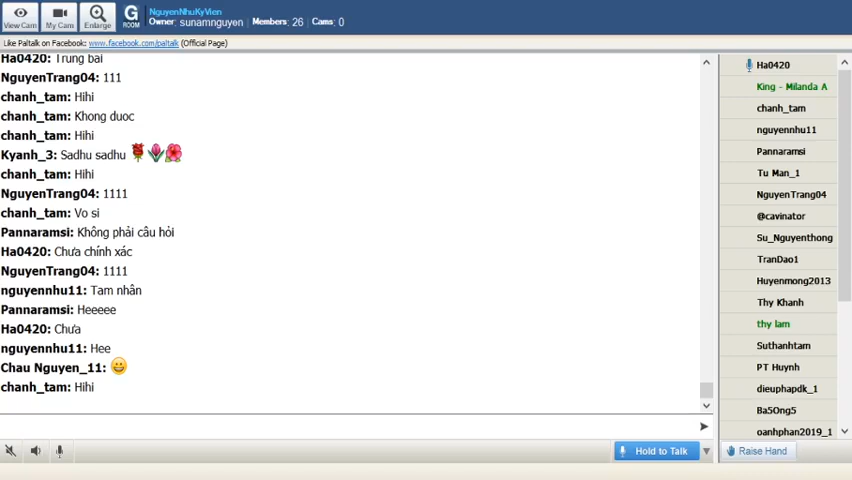 View Cam
My Cam
Enlarge
G
ROOM
NguyenNhuKyVien
Owner: sunamnguyen Members: 26 Cams: 0
Like Paltalk on Facebook: www.facebook.com/paltalk (Official Page)
Ha0420: Trung bai
NguyenTrang04: 111
chanh_tam: Hihi
chanh_tam: Khong duoc
chanh_tam: Hihi
Kyanh_3: Sadhu sadhu
chanh_tam: Hihi
NguyenTrang04: 1111
chanh_tam: Vo si
Pannaramsi: Không phải câu hỏi
Ha0420: Chưa chính xác
NguyenTrang04: 1111
nguyennhu11: Tam nhân
Pannaramsi: Heeeee
Ha0420: Chưa
nguyennhu11: Hee
Chau Nguyen_11:
chanh_tam: Hihi
Hold to Talk
Ha0420
King - Milanda A
chanh_tam
nguyennhu11
Pannaramsi
Tu Man_1
NguyenTrang04
@cavinator
Su_Nguyenthong
TranDao1
Huyenmong2013
Thy Khanh
thy lam
Suthanhtam
PT Huynh
dieuphapdk_1
Ba5Ong5
oanhphan2019_1
Raise Hand